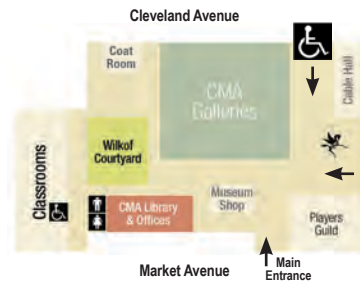 Cleveland Avenue
Coat
Room
CMA
Galleries
Cable Hall
Wilkof
Courtyard
Classrooms
CMA Library
& Offices
Museum
Shop
Players
Guild
Market Avenue
Main
Entrance